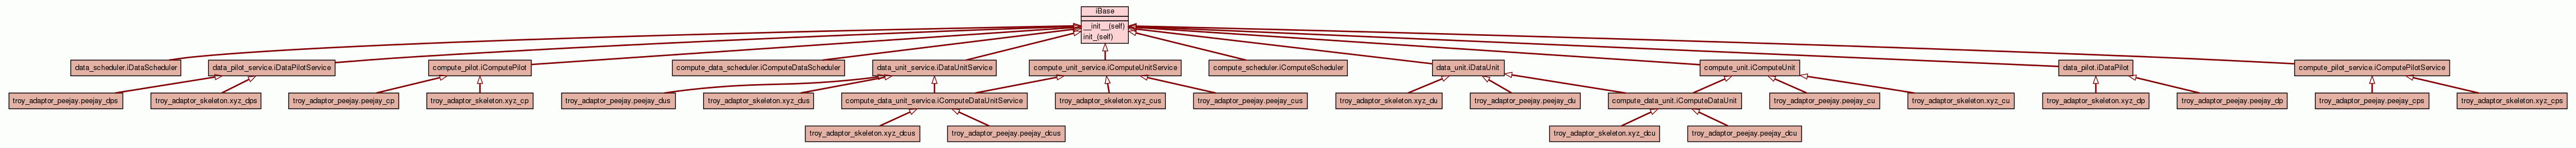 iBase
__init__(self)
init_(self)
data_scheduler.iDataScheduler
data_pilot_service.iDataPilotService
compute_pilot.iComputePilot
compute_data_scheduler.iComputeDataScheduler
data_unit_service.iDataUnitService
compute_unit_service.iComputeUnitService
compute_scheduler.iComputeScheduler
data_unit.iDataUnit
compute_unit.iComputeUnit
data_pilot.iDataPilot
compute_pilot_service.iComputePilotService
troy_adaptor_peejay.peejay_dps
troy_adaptor_skeleton.xyz_dps
troy_adaptor_peejay.peejay_cp
troy_adaptor_skeleton.xyz_cp
troy_adaptor_peejay.peejay_dus
troy_adaptor_skeleton.xyz_dus
compute_data_unit_service.iComputeDataUnitService
troy_adaptor_skeleton.xyz_cus
troy_adaptor_peejay.peejay_cus
troy_adaptor_skeleton.xyz_du
troy_adaptor_peejay.peejay_du
compute_data_unit.iComputeDataUnit
troy_adaptor_peejay.peejay_cu
troy_adaptor_skeleton.xyz_cu
troy_adaptor_skeleton.xyz_dp
troy_adaptor_peejay.peejay_dp
troy_adaptor_peejay.peejay_cps
troy_adaptor_skeleton.xyz_cps
troy_adaptor_skeleton.xyz_dcus
troy_adaptor_peejay.peejay_dcus
troy_adaptor_skeleton.xyz_dcu
troy_adaptor_peejay.peejay_dcu